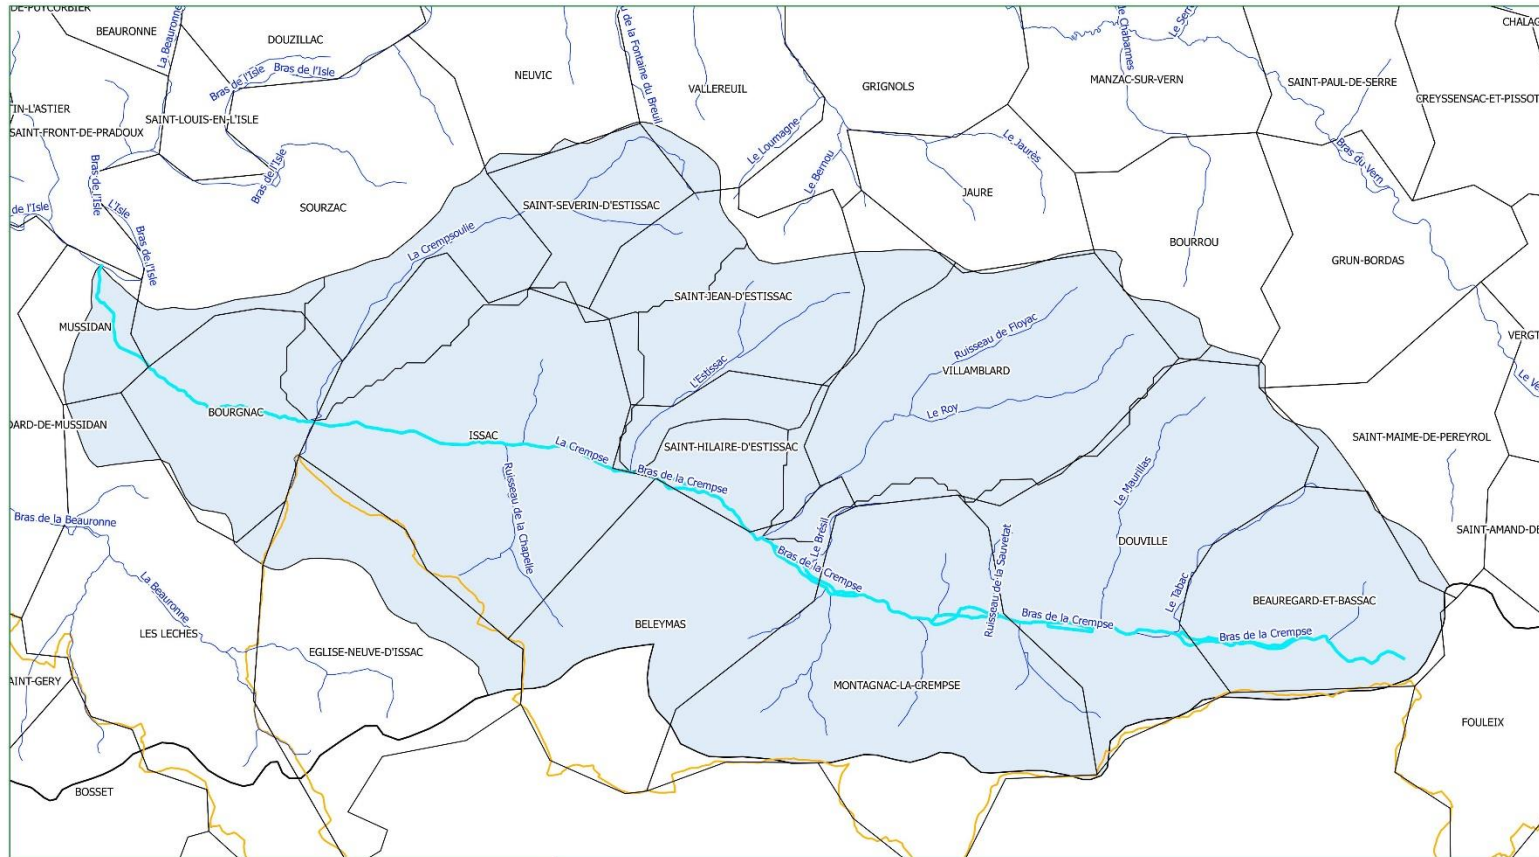 DE-PUYCORBIER
BEAURONNE
La Beauronne
DOUZILLAC
Bras de l'Isle
Bras de l'Isle
NEUVIC
u de la Fontaine du Breuil
VALLEREUIL
GRIGNOLS
de Chabannes
Le Serre
MANZAC-SUR-VERN
SAINT-PAUL-DE-SERRE
CHALAG
CREYSSENSAC-ET-PISSOT
TIN-L'ASTIER
SAINT-FRONT-DE-PRADOUX
SAINT-LOUIS-EN-L'ISLE
Bras de l'Isle
Bras de l'Isle
SOURZAC
de l'Isle
L'Isle
Bras de l'Isle
Le Loumagne
Le Bernou
Le Jaurès
JAURE
Bras du Vern
SAINT-SEVERIN-D'ESTISSAC
La Crempsoulie
BOURROU
GRUN-BORDAS
SAINT-JEAN-D'ESTISSAC
MUSSIDAN
Ruisseau de Floyac
VILLAMBLARD
L'Estissac
Le Roy
VERGT
Le Ve
BOURGNAC
DARD-DE-MUSSIDAN
ISSAC
La Crempse
SAINT-HILAIRE-D'ESTISSAC
Bras de la Crempse
SAINT-MAIME-DE-PEREYROL
Ruisseau de la Chapelle
Le Maurillas
Bras de la Beauronne
Le Brésil
Bras de la Crempse
Ruisseau de la Sauvetat
DOUVILLE
SAINT-AMAND-DE
La Beauronne
Le Tabac
BEAUREGARD-ET-BASSAC
Bras de la Crempse
Bras de la Crempse
LES LECHES
EGLISE-NEUVE-D'ISSAC
BELEYMAS
AINT-GERY
MONTAGNAC-LA-CREMPSE
FOULEIX
BOSSET